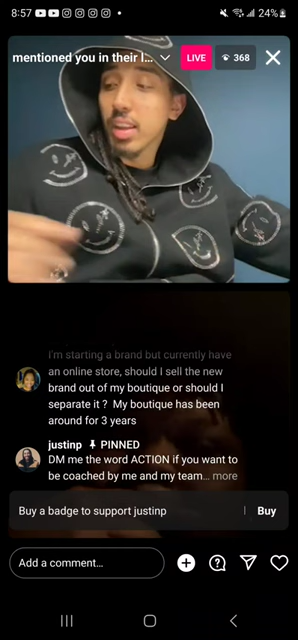 8:57
24%
mentioned you in their l...
LIVE
368
I'm starting a brand but currently have
an online store, should I sell the new
brand out of my boutique or should I
separate it ? My boutique has been
around for 3 years
justinp PINNED
DM me the word ACTION if you want to
be coached by me and my team... more
Buy a badge to support justinp
Buy
Add a comment...